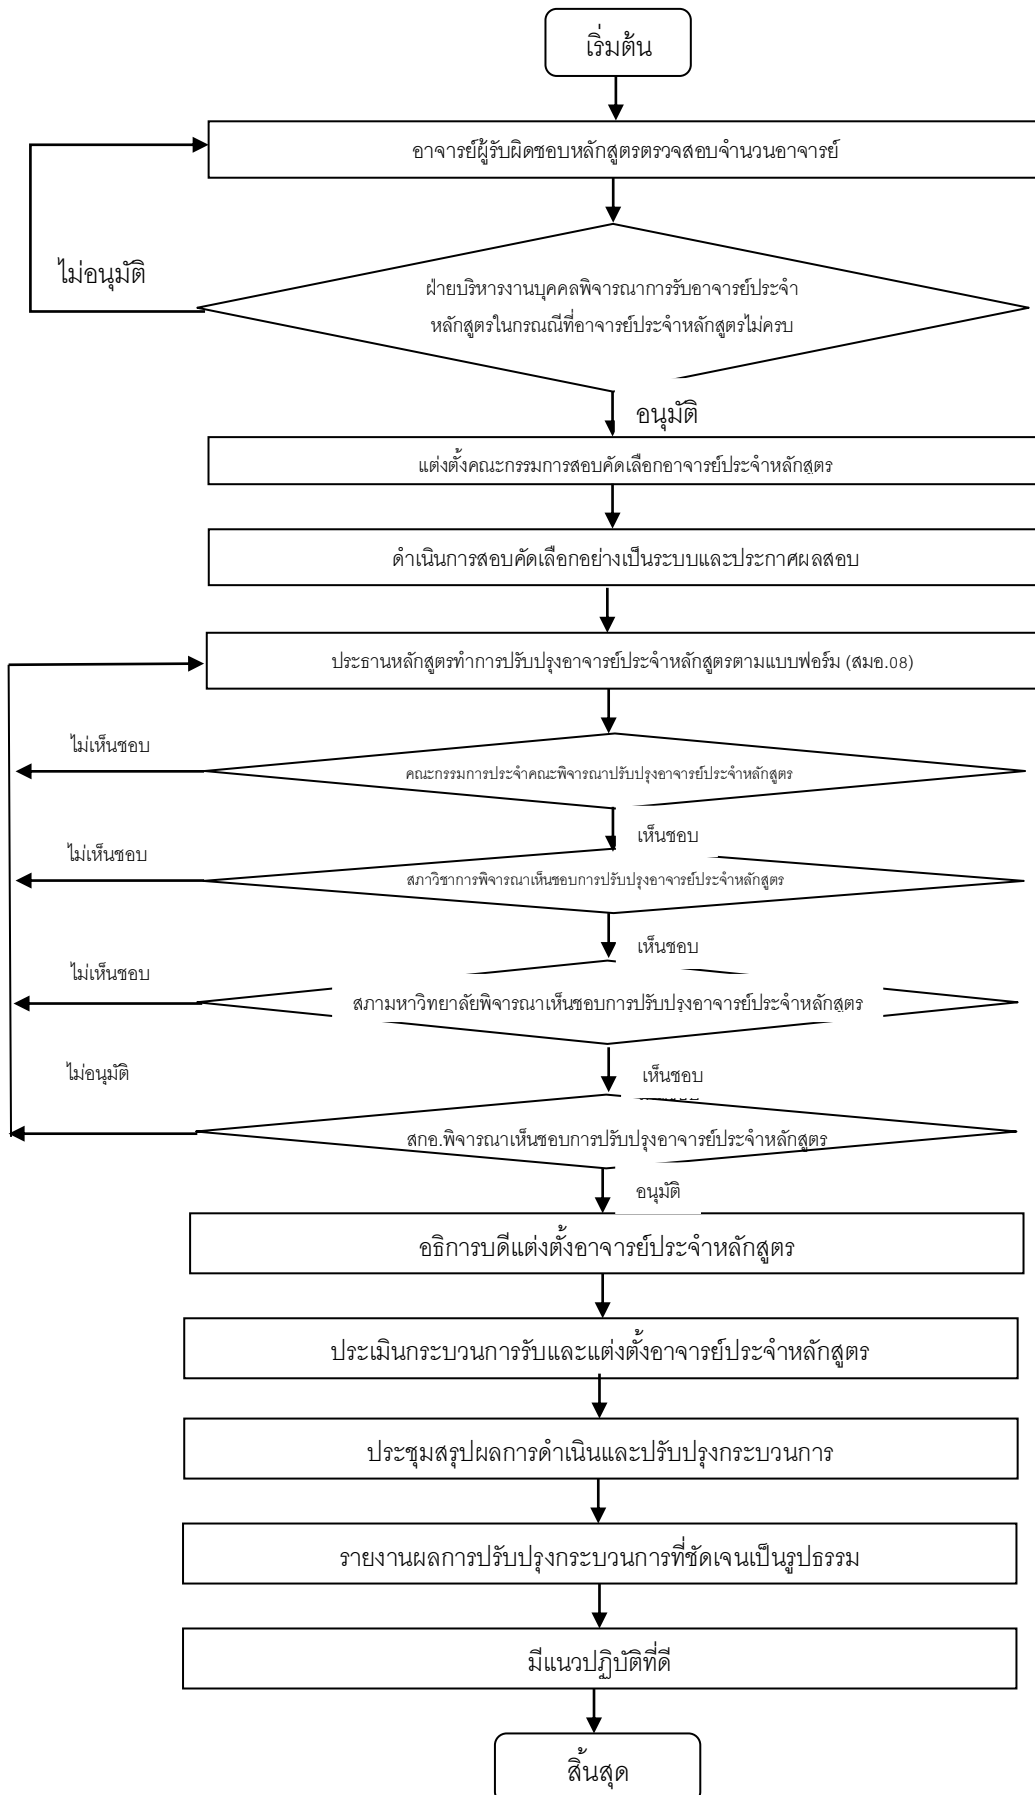 เริ่มต้น
อาจารย์ผู้รับผิดชอบหลักสูตรตรวจสอบจำนวนอาจารย์
ไม่อนุมัติ
ฝ่ายบริหารงานบุคคลพิจารณาการรับอาจารย์ประจำ
หลักสูตรในกรณณีที่อาจารย์ประจำหลักสูตรไม่ครบ
อนุมัติ
แต่งตั้งคณะกรรมการสอบคัดเลือกอาจารย์ประจำหลักสูตร
ดำเนินการสอบคัดเลือกอย่างเป็นระบบและประกาศผลสอบ
ประธานหลักสูตรทำการปรับปรุงอาจารย์ประจำหลักสูตรตามแบบฟอร์ม (สมอ.08)
ไม่เห็นชอบ
คณะกรรมการประจำคณะพิจารณาปรับปรุงอาจารย์ประจำหลักสูตร
เห็นชอบ
ไม่เห็นชอบ
สภาวิชาการพิจารณาเห็นชอบการปรับปรุงอาจารย์ประจำหลักสูตร
เห็นชอบ
ไม่เห็นชอบ
สภามหาวิทยาลัยพิจารณาเห็นชอบการปรับปรุงอาจารย์ประจำหลักสูตร
ไม่อนุมัติ
เห็นชอบ
สกอ.พิจารณาเห็นชอบการปรับปรุงอาจารย์ประจำหลักสูตร
อนุมัติ
อธิการบดีแต่งตั้งอาจารย์ประจำหลักสูตร
ประเมินกระบวนการรับและแต่งตั้งอาจารย์ประจำหลักสูตร
ประชุมสรุปผลการดำเนินและปรับปรุงกระบวนการ
รายงานผลการปรับปรุงกระบวนการที่ชัดเจนเป็นรูปธรรม
มีแนวปฏิบัติที่ดี
สิ้นสุด